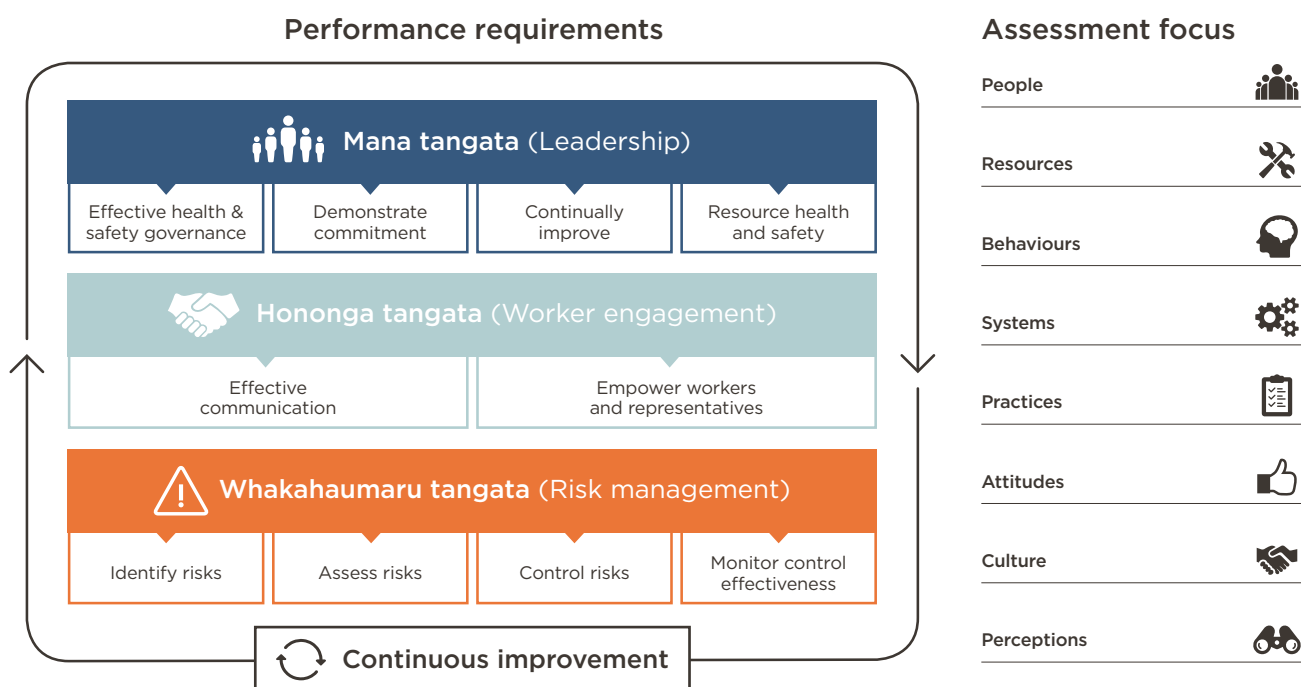 Performance requirements
Mana tangata (Leadership)
Effective health &
safety governance
Demonstrate
commitment
Continually
improve
Resource health
and safety
Hononga tangata (Worker engagement)
Effective
communication
Empower workers
and representatives
Whakahaumaru tangata (Risk management)
Identify risks
Assess risks
Control risks
Monitor control
effectiveness
Continuous improvement
Assessment focus
People
Resources
Behaviours
Systems
Practices
Attitudes
Culture
Perceptions